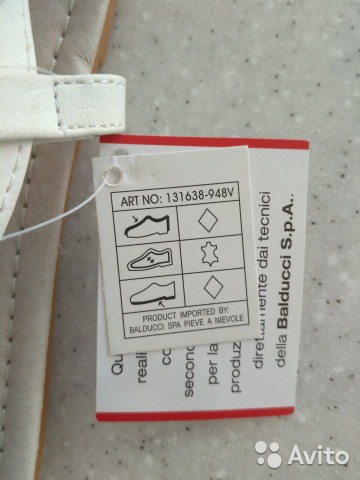 ART NO: 131638-948V
PRODUCT IMPORTED BY:
BALDUCCI SPA PIEVE A NIEVOLE
Qu
reali
co
secon
per la
produz
direttamente dai tecnici
della Balducci S.p.A..
Avito